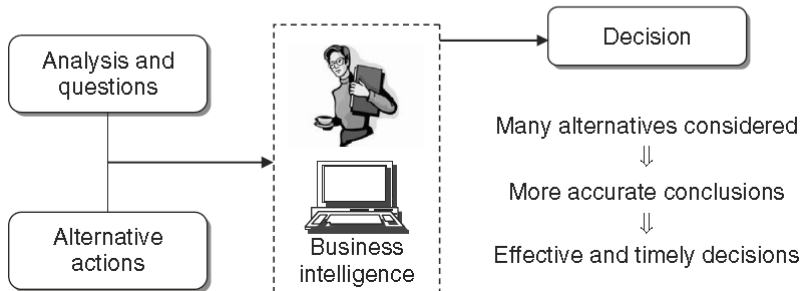 Analysis and
questions
Alternative
actions
Business
intelligence
Decision
Many alternatives considered
⇓
More accurate conclusions
⇓
Effective and timely decisions